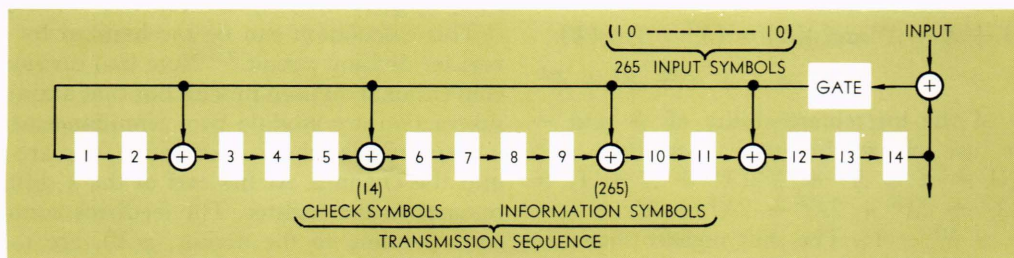 (10 ------------- 10)
265 INPUT SYMBOLS
INPUT
GATE
1 2 + 3 4 5 + 6 7 8 9 + 10 11 + 12 13 14 +
(14) (265)
CHECK SYMBOLS INFORMATION SYMBOLS
TRANSMISSION SEQUENCE